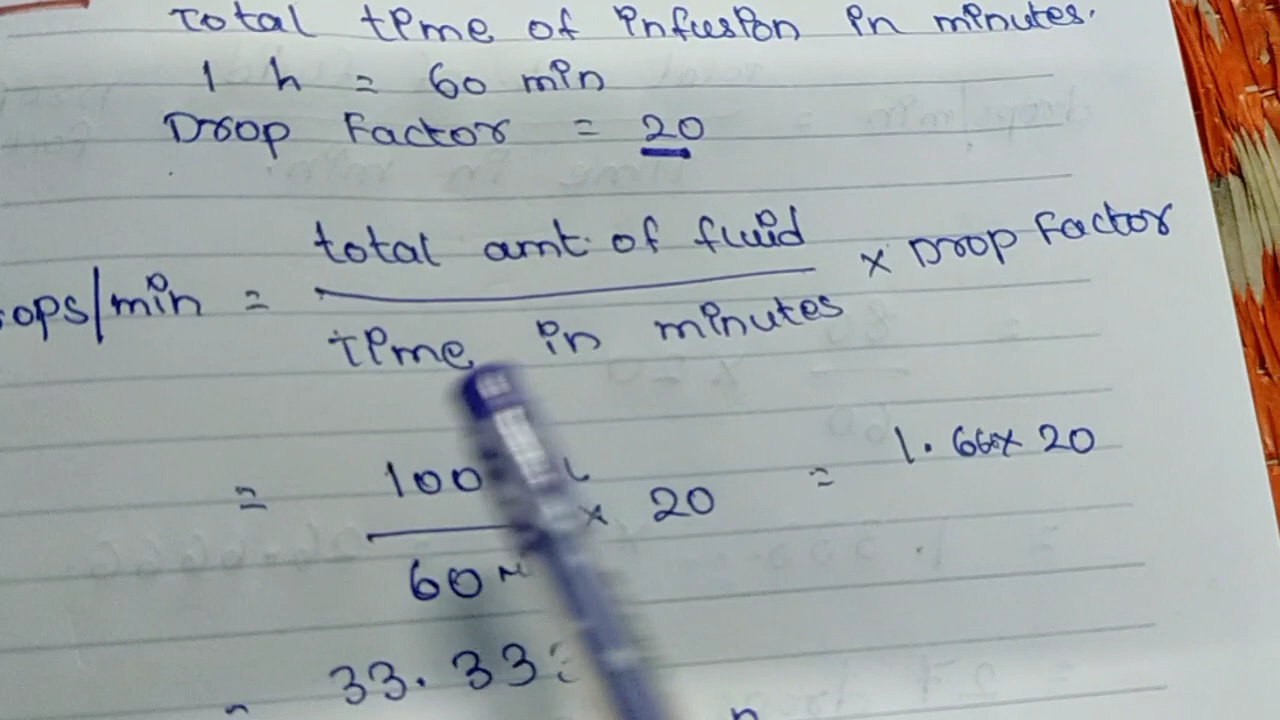 Total time of infusion in minutes.
1 h = 60 min
Drop Factor = 20
total amt. of fluid
ops/min = × Drop Factor
time in minutes
100
= × 20 = 1.66× 20
60
33.33